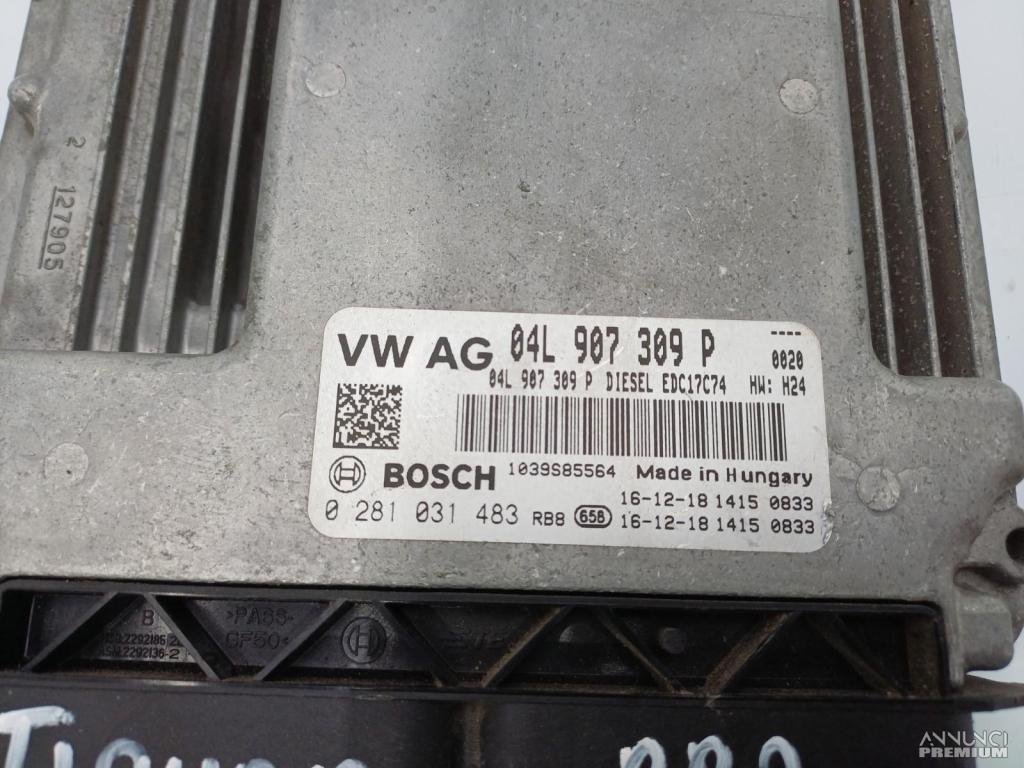 2 127905
VW AG 04L 907 309 P ----
0020
04L 907 309 P DIESEL EDC17C74 HW: H24
BOSCH 1039S85564 Made in Hungary
16-12-18 1415 0833
0 281 031 483 RB8 658 16-12-18 1415 0833
B >PA66-
GF50<
ANNUNCI
PREMIUM